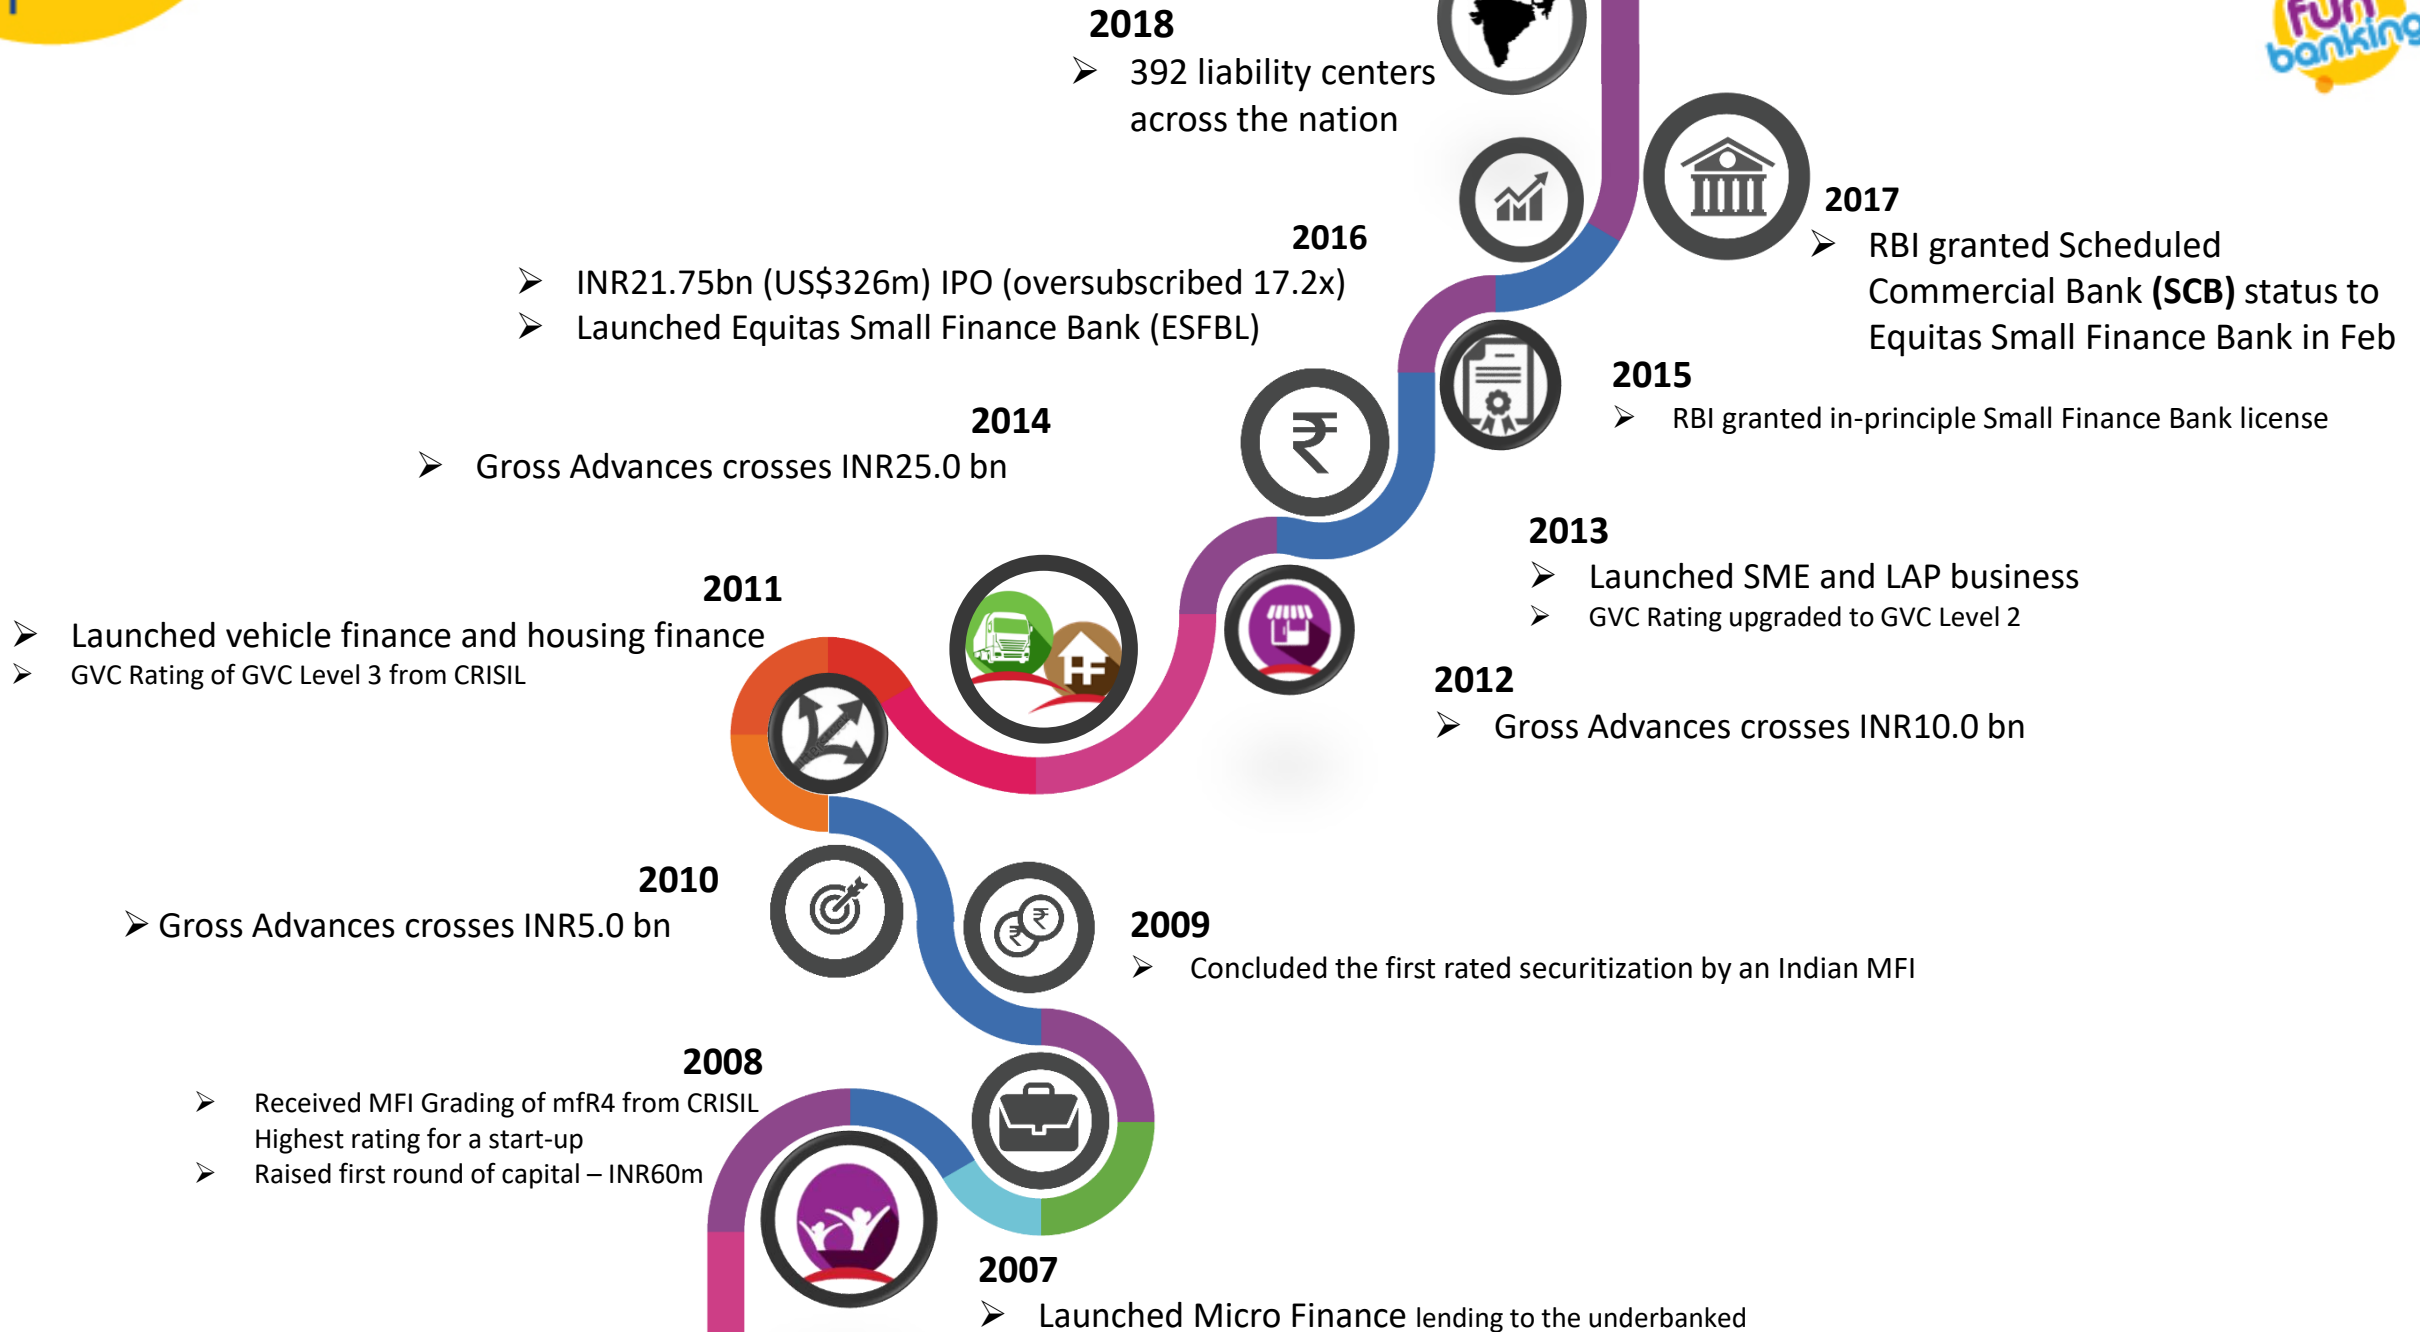 fun
banking
2018
➢ 392 liability centers
across the nation
2017
➢ RBI granted Scheduled
Commercial Bank (SCB) status to
Equitas Small Finance Bank in Feb
2016
➢ INR21.75bn (US$326m) IPO (oversubscribed 17.2x)
➢ Launched Equitas Small Finance Bank (ESFBL)
2015
➢ RBI granted in-principle Small Finance Bank license
2014
➢ Gross Advances crosses INR25.0 bn
2013
➢ Launched SME and LAP business
➢ GVC Rating upgraded to GVC Level 2
2012
➢ Gross Advances crosses INR10.0 bn
2011
➢ Launched vehicle finance and housing finance
➢ GVC Rating of GVC Level 3 from CRISIL
2010
➢ Gross Advances crosses INR5.0 bn
2009
➢ Concluded the first rated securitization by an Indian MFI
2008
➢ Received MFI Grading of mfR4 from CRISIL
Highest rating for a start-up
➢ Raised first round of capital – INR60m
2007
➢ Launched Micro Finance lending to the underbanked